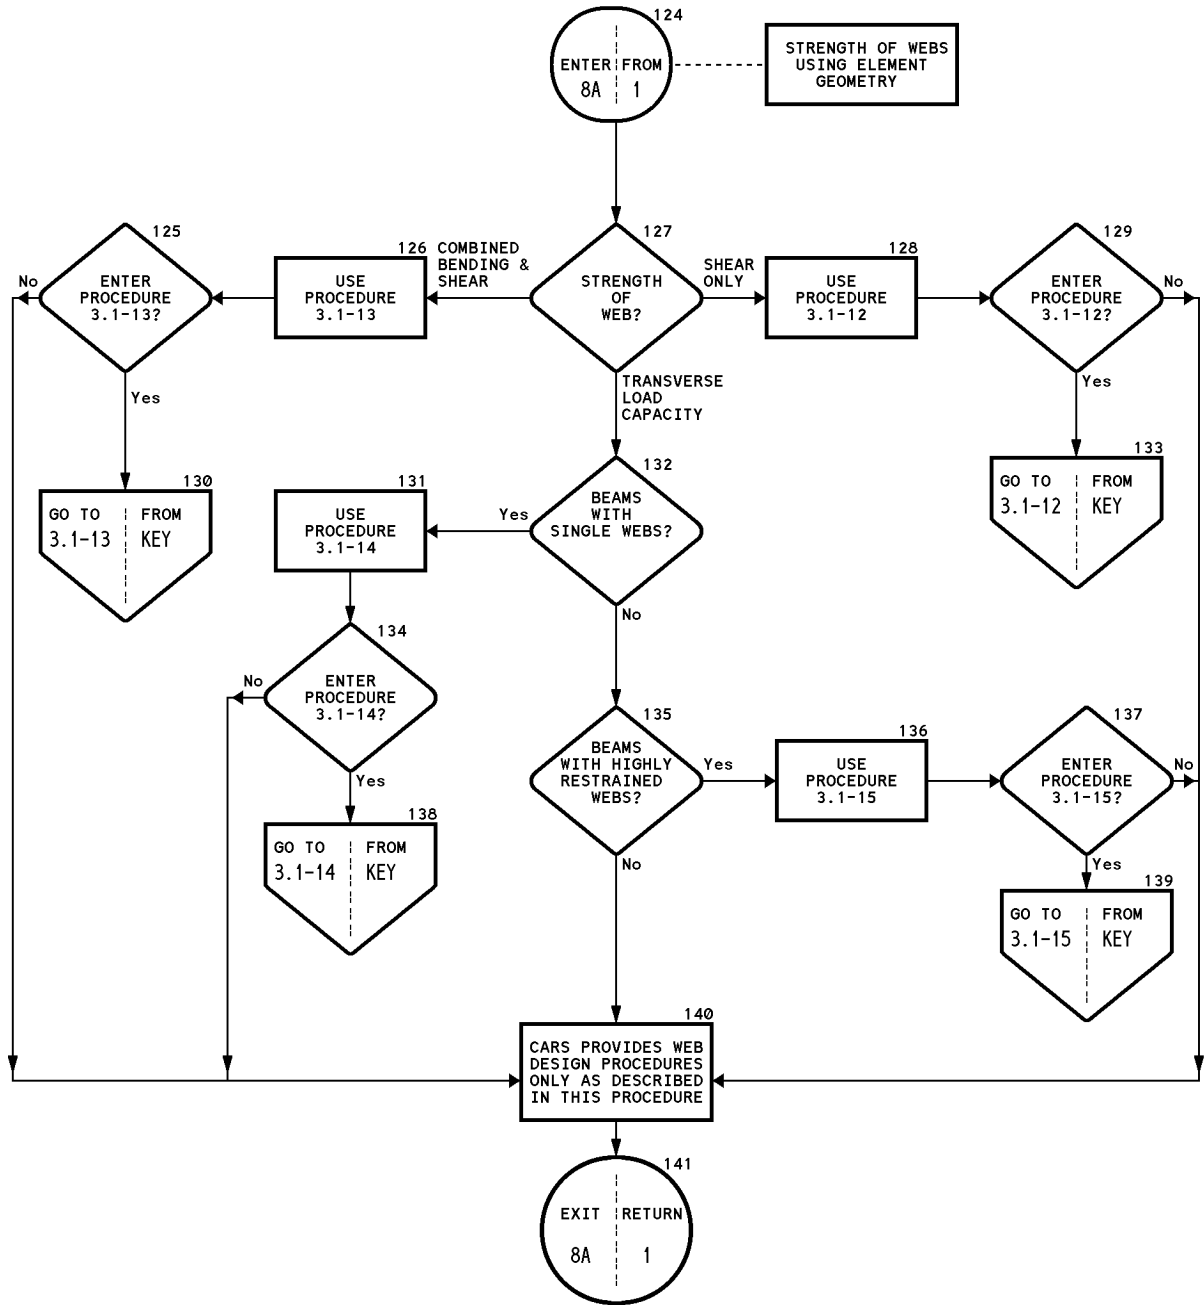 124
ENTER FROM
8A 1
STRENGTH OF WEBS
USING ELEMENT
GEOMETRY
125
ENTER
PROCEDURE
3.1-13?
No
Yes
126
USE
PROCEDURE
3.1-13
COMBINED
BENDING &
SHEAR
127
STRENGTH
OF
WEB?
SHEAR
ONLY
128
USE
PROCEDURE
3.1-12
129
ENTER
PROCEDURE
3.1-12?
No
Yes
TRANSVERSE
LOAD
CAPACITY
130
GO TO FROM
3.1-13 KEY
131
USE
PROCEDURE
3.1-14
Yes
132
BEAMS
WITH
SINGLE WEBS?
No
133
GO TO FROM
3.1-12 KEY
134
ENTER
PROCEDURE
3.1-14?
No
Yes
135
BEAMS
WITH HIGHLY
RESTRAINED
WEBS?
Yes
No
136
USE
PROCEDURE
3.1-15
137
ENTER
PROCEDURE
3.1-15?
No
Yes
138
GO TO FROM
3.1-14 KEY
139
GO TO FROM
3.1-15 KEY
140
CARS PROVIDES WEB
DESIGN PROCEDURES
ONLY AS DESCRIBED
IN THIS PROCEDURE
141
EXIT RETURN
8A 1